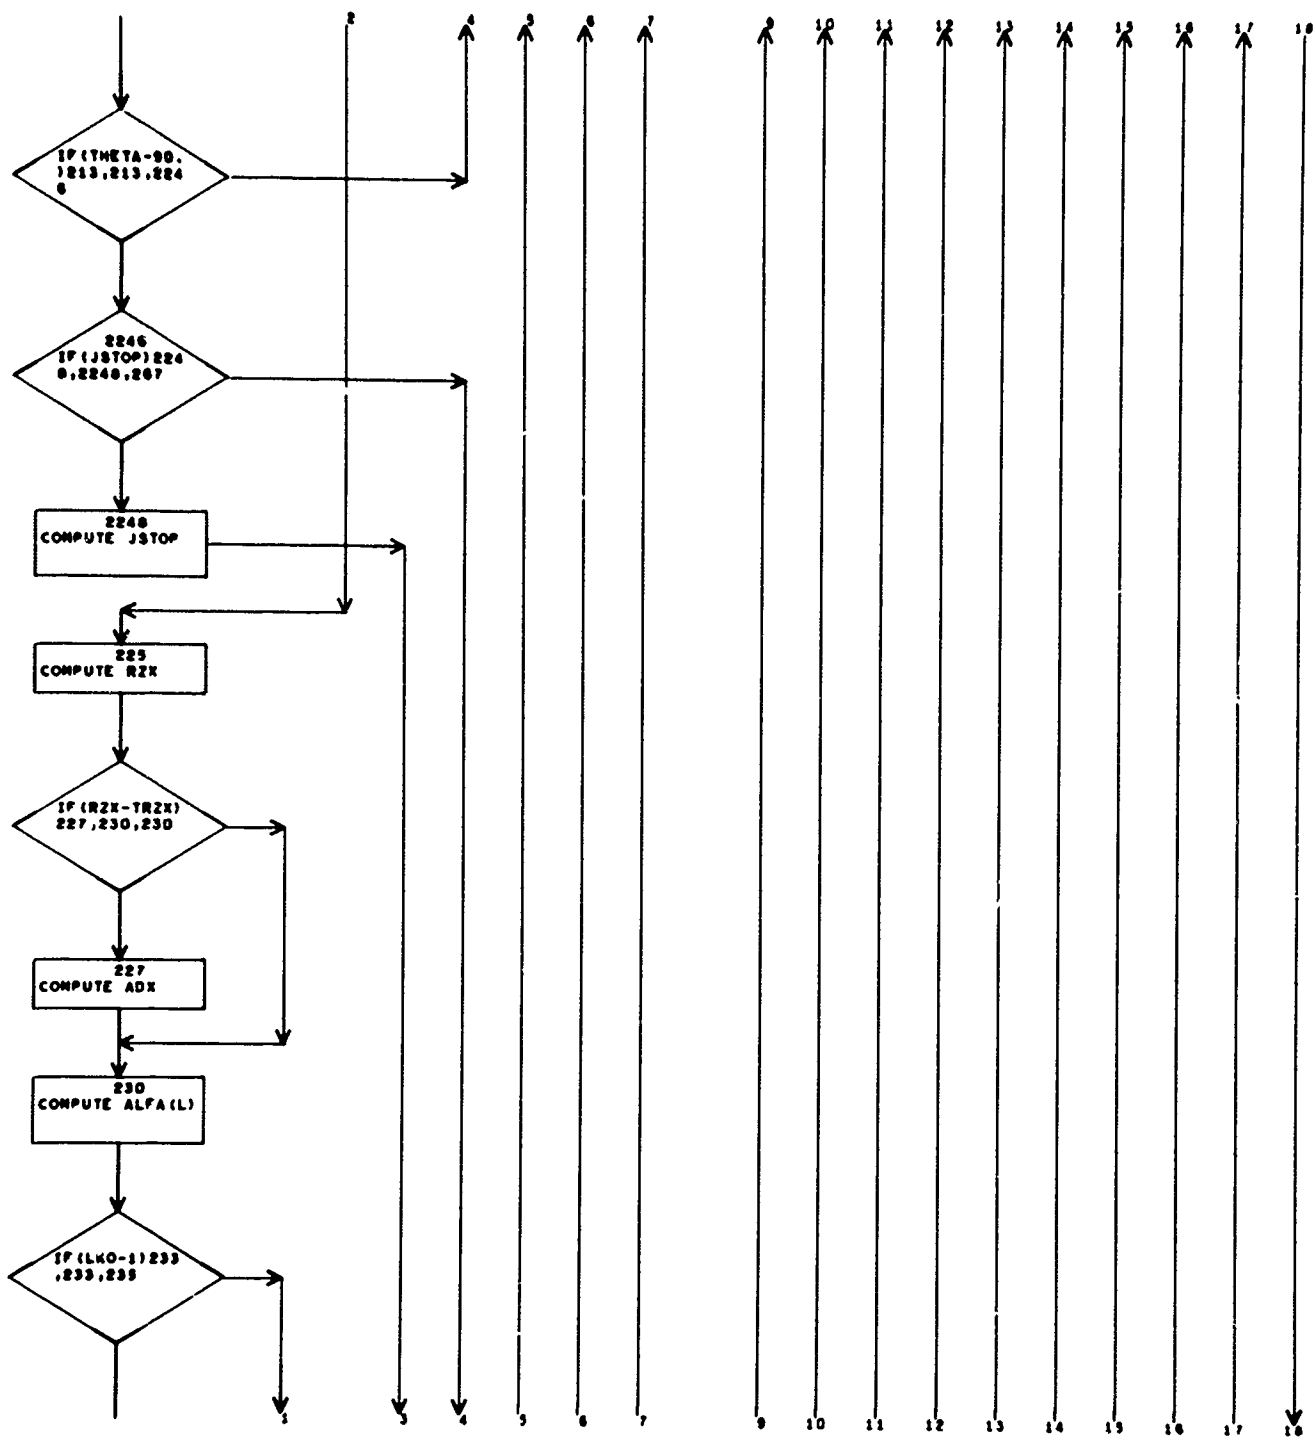 2 4 5 6 7 9 10 11 12 13 14 15 16 17 18
IF(THETA-90.
)213,213,224
6
2246
IF(JSTOP)224
8,2248,267
2248
COMPUTE JSTOP
225
COMPUTE RZX
IF(RZX-TRZX)
227,230,230
227
COMPUTE ADX
230
COMPUTE ALFA(L)
IF(LKO-1)233
,233,235
1 3 4 5 6 7 9 10 11 12 13 14 15 16 17 18